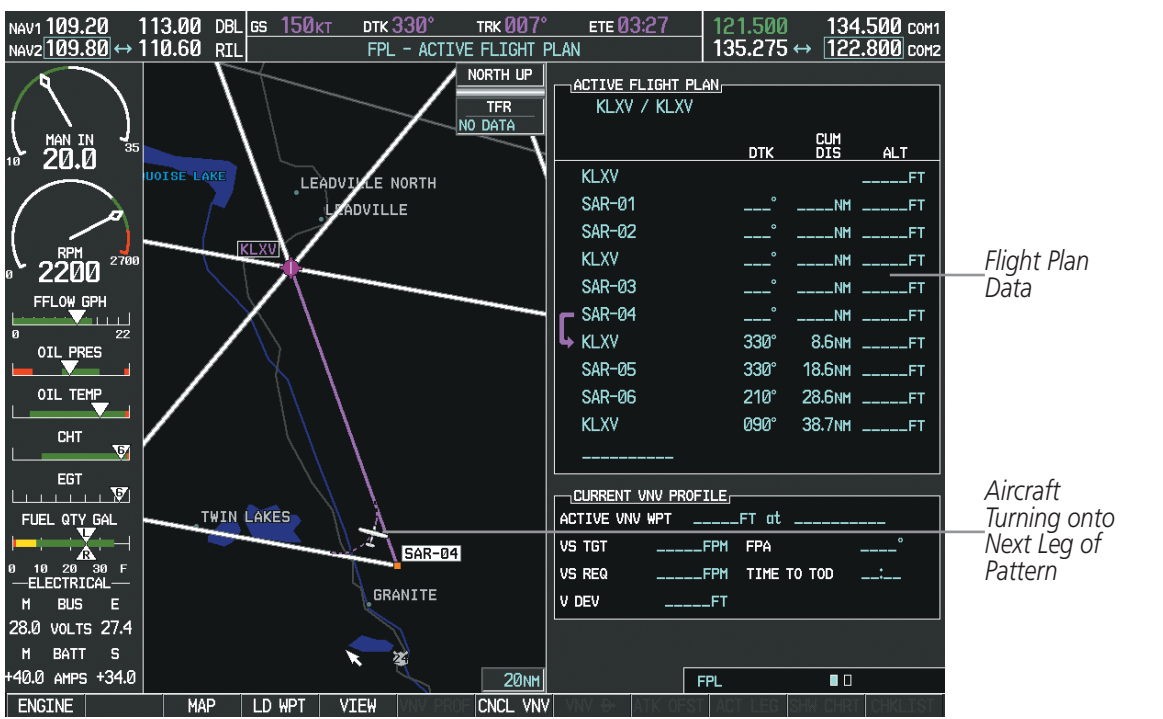 NAV1 109.20 113.00 DBL
NAV2 109.80 ↔ 110.60 RIL
GS 150KT DTK 330° TRK 007° ETE 03:27
FPL – ACTIVE FLIGHT PLAN
121.500 134.500 COM1
135.275 ↔ 122.800 COM2
MAN IN
20.0
10 35
RPM
2200
0 2700
FFLOW GPH
0 22
OIL PRES
OIL TEMP
CHT
6
EGT
6
FUEL QTY GAL
L
R
0 10 20 30 F
ELECTRICAL
M BUS E
28.0 VOLTS 27.4
M BATT S
+40.0 AMPS +34.0
NORTH UP
TFR
NO DATA
UOISE LAKE
LEADVILLE NORTH
LEADVILLE
KLXV
TWIN LAKES
SAR-04
GRANITE
20NM
ACTIVE FLIGHT PLAN
KLXV / KLXV
DTK CUM DIS ALT
KLXV _____FT
SAR-01 ___° ____NM _____FT
SAR-02 ___° ____NM _____FT
KLXV ___° ____NM _____FT
SAR-03 ___° ____NM _____FT
SAR-04 ___° ____NM _____FT
KLXV 330° 8.6NM _____FT
SAR-05 330° 18.6NM _____FT
SAR-06 210° 28.6NM _____FT
KLXV 090° 38.7NM _____FT
__________
CURRENT VNV PROFILE
ACTIVE VNV WPT _____FT at __________
VS TGT _____FPM FPA ____°
VS REQ _____FPM TIME TO TOD __:__
V DEV _____FT
FPL
ENGINE MAP LD WPT VIEW VNV PROF CNCL VNV VNV D→ ATK OFST ACT LEG SHW CHRT CHKLIST
Flight Plan
Data
Aircraft
Turning onto
Next Leg of
Pattern